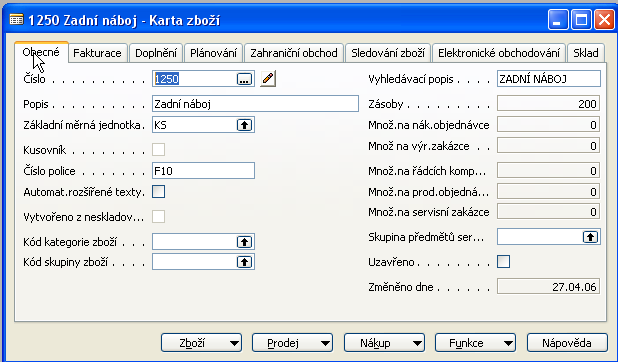 1250 Zadní náboj - Karta zboží
Obecné Fakturace Doplnění Plánování Zahraniční obchod Sledování zboží Elektronické obchodování Sklad
Číslo . . . . . . . . . . 1250 ...
Popis . . . . . . . . . . Zadní náboj
Základní měrná jednotka. KS
Kusovník . . . . . . . .
Číslo police . . . . . . F10
Automat.rozšířené texty.
Vytvořeno z neskladov...
Kód kategorie zboží . . .
Kód skupiny zboží . . . .
Vyhledávací popis . . . . ZADNÍ NÁBOJ
Zásoby . . . . . . . . . 200
Množ.na nák.objednávce 0
Množ na výr.zakázce . . 0
Množ.na řádcích komp... 0
Množ.na prod.objedná... 0
Množ.na servisní zakázce 0
Skupina předmětů ser...
Uzavřeno . . . . . . . .
Změněno dne . . . . . . 27.04.06
Zboží Prodej Nákup Funkce Nápověda